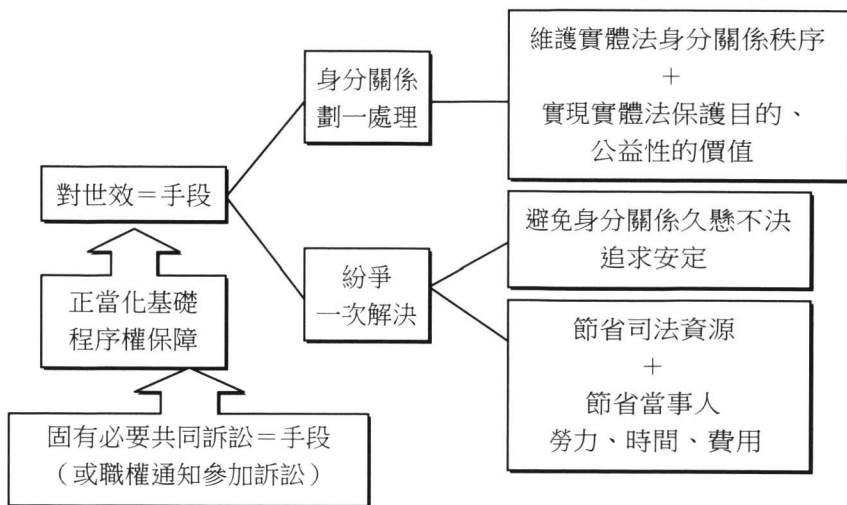 身分關係
劃一處理
維護實體法身分關係秩序
+
實現實體法保護目的、
公益性的價值
對世效＝手段
紛爭
一次解決
避免身分關係久懸不決
追求安定
節省司法資源
+
節省當事人
勞力、時間、費用
正當化基礎
程序權保障
固有必要共同訴訟＝手段
（或職權通知參加訴訟）